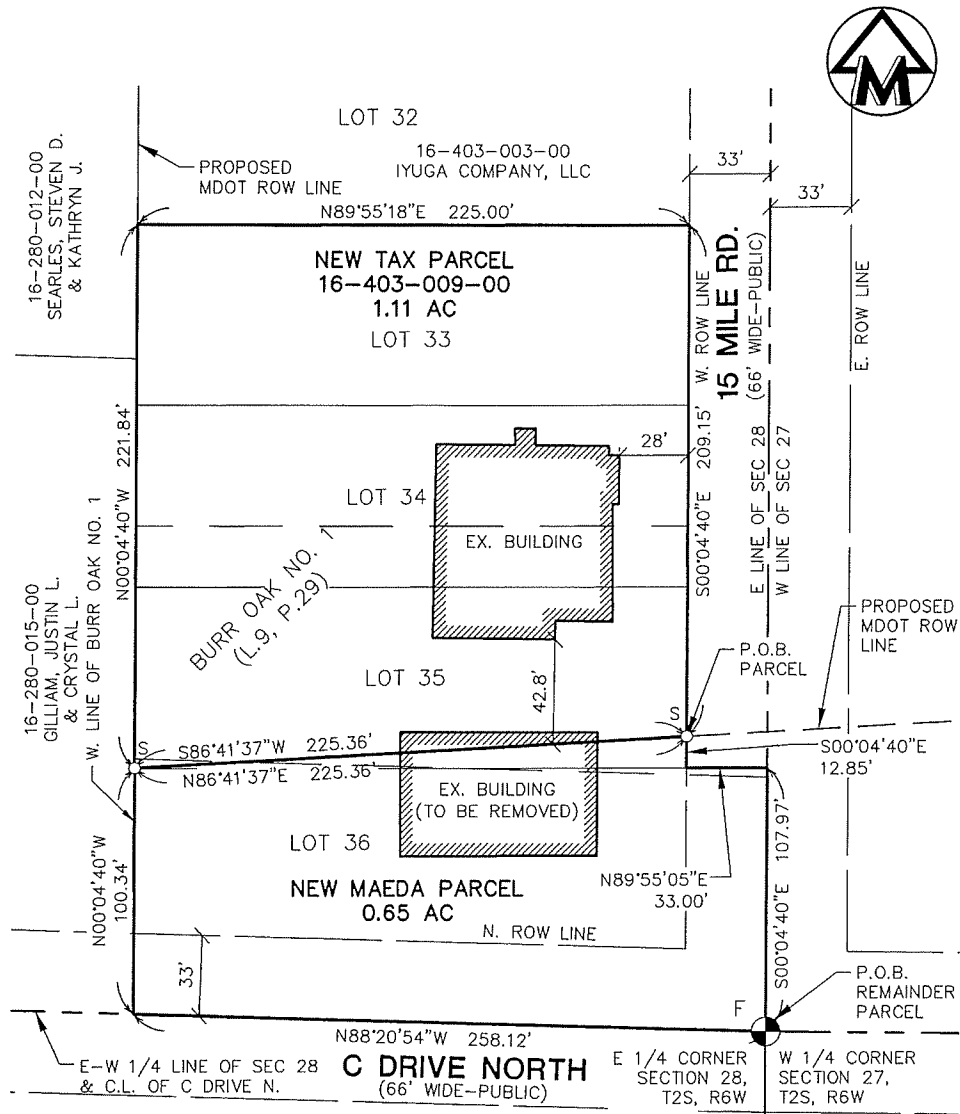 M
LOT 32
16-403-003-00
IYUGA COMPANY, LLC
PROPOSED
MDOT ROW LINE
33'
33'
16-280-012-00
SEARLES, STEVEN D.
& KATHRYN J.
N89°55'18"E 225.00'
NEW TAX PARCEL
16-403-009-00
1.11 AC
LOT 33
W. ROW LINE
15 MILE RD.
(66' WIDE-PUBLIC)
E. ROW LINE
N00°04'40"W 221.84'
S00°04'40"E 209.15'
28'
LOT 34
EX. BUILDING
E LINE OF SEC 28
W LINE OF SEC 27
BURR OAK NO. 1
(L.9, P.29)
16-280-015-00
GILLIAM, JUSTIN L.
& CRYSTAL L.
W. LINE OF BURR OAK NO. 1
PROPOSED
MDOT ROW
LINE
P.O.B.
PARCEL
LOT 35
42.8'
S
S
S86°41'37"W 225.36'
N86°41'37"E 225.36'
S00°04'40"E
12.85'
EX. BUILDING
(TO BE REMOVED)
LOT 36
N00°04'40"W
100.34'
NEW MAEDA PARCEL
0.65 AC
N89°55'05"E
33.00'
S00°04'40"E 107.97'
N. ROW LINE
33'
P.O.B.
REMAINDER
PARCEL
F
N88°20'54"W 258.12'
E-W 1/4 LINE OF SEC 28
& C.L. OF C DRIVE N.
C DRIVE NORTH
(66' WIDE-PUBLIC)
E 1/4 CORNER
SECTION 28,
T2S, R6W
W 1/4 CORNER
SECTION 27,
T2S, R6W